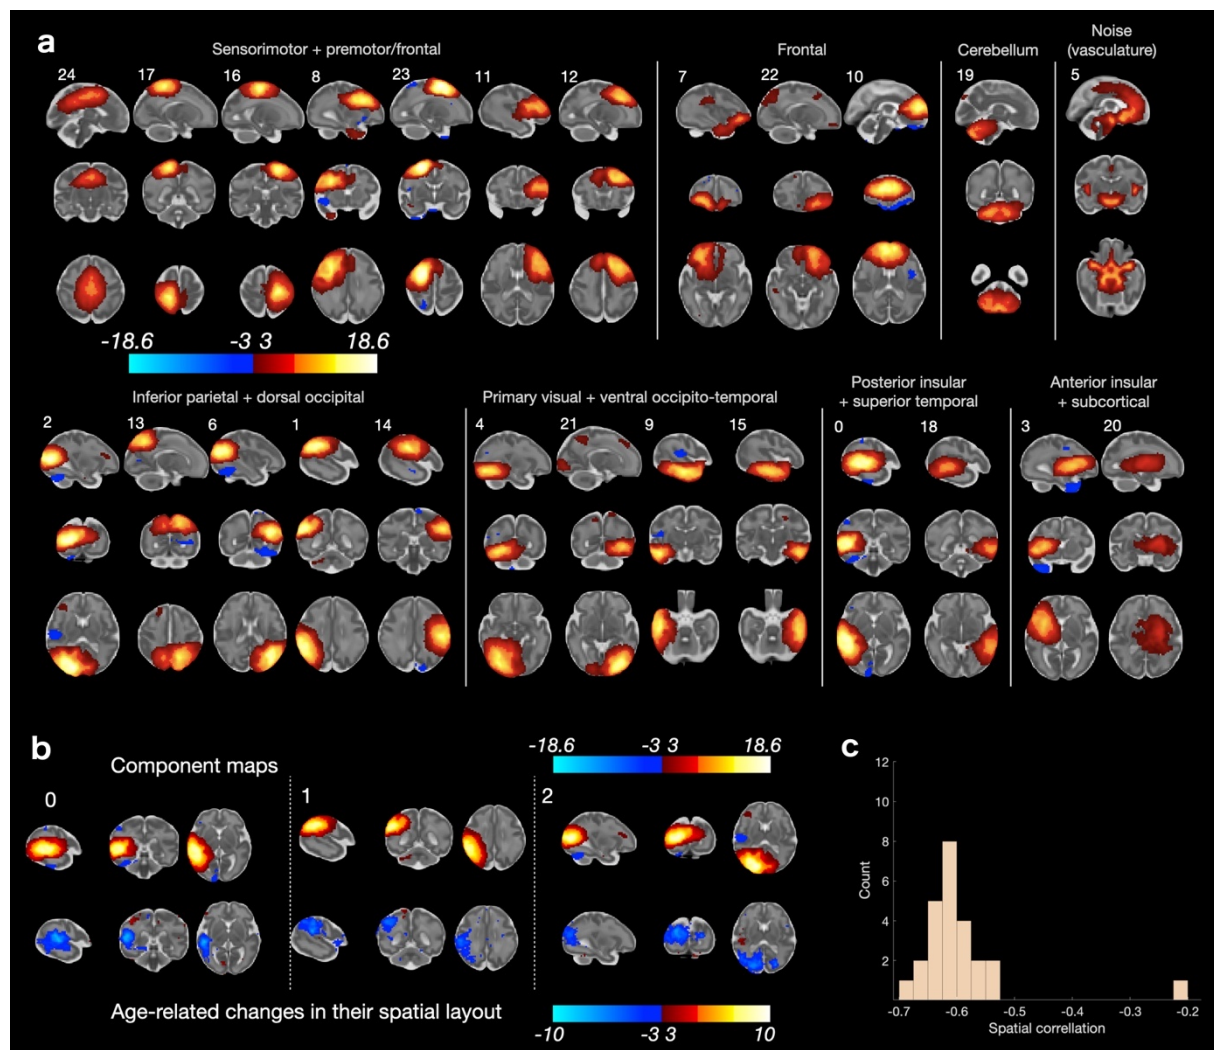 a
Sensorimotor + premotor/frontal
Frontal
Cerebellum
Noise
(vasculature)
24 17 16 8 23 11 12 7 22 10 19 5
-18.6 -3 3 18.6
Inferior parietal + dorsal occipital
Primary visual + ventral occipito-temporal
Posterior insular
+ superior temporal
Anterior insular
+ subcortical
2 13 6 1 14 4 21 9 15 0 18 3 20
b
Component maps
-18.6 -3 3 18.6
0 1 2
Age-related changes in their spatial layout
-10 -3 3 10
c
12
10
8
6
4
2
Count
-0.7 -0.6 -0.5 -0.4 -0.3 -0.2
Spatial correllation